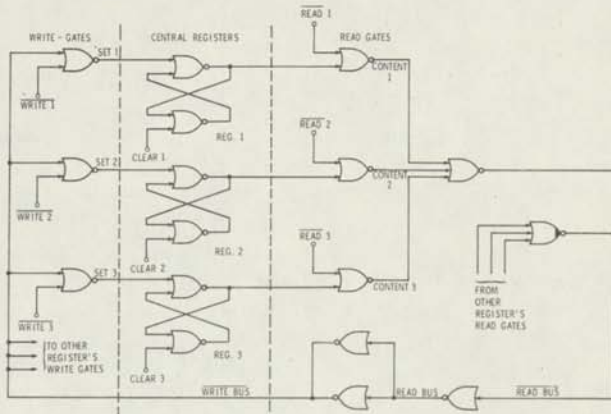 WRITE-GATES
CENTRAL REGISTERS
READ GATES
READ 1
SET 1
CONTENT
1
WRITE 1
REG. 1
CLEAR 1
READ 2
SET 2
CONTENT
2
WRITE 2
REG. 2
CLEAR 2
READ 3
SET 3
CONTENT 3
WRITE 3
REG. 3
CLEAR 3
FROM
OTHER
REGISTER'S
READ GATES
TO OTHER
REGISTER'S
WRITE GATES
WRITE BUS
READ BUS
READ BUS